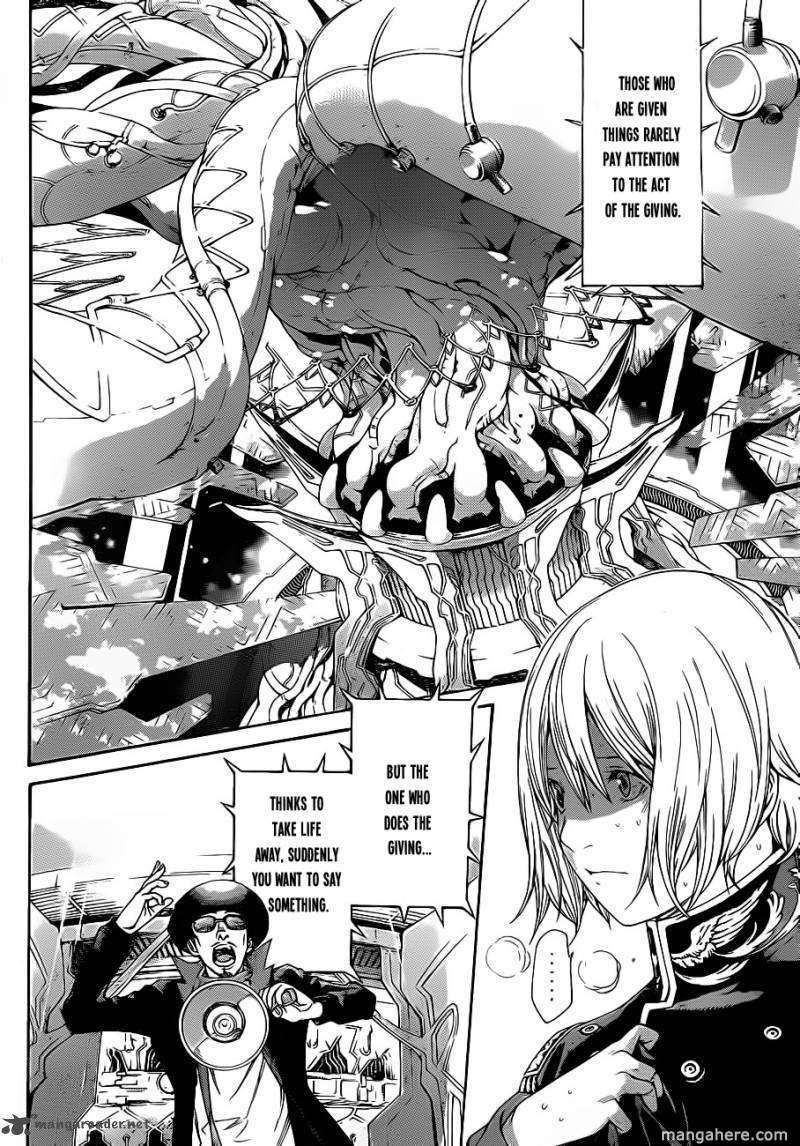 THOSE WHO
ARE GIVEN
THINGS RARELY
PAY ATTENTION
TO THE ACT
OF THE GIVING.
BUT THE
ONE WHO
DOES THE
GIVING...
THINKS TO
TAKE LIFE
AWAY, SUDDENLY
YOU WANT TO SAY
SOMETHING.
.....
mangareader.net
mangahere.com